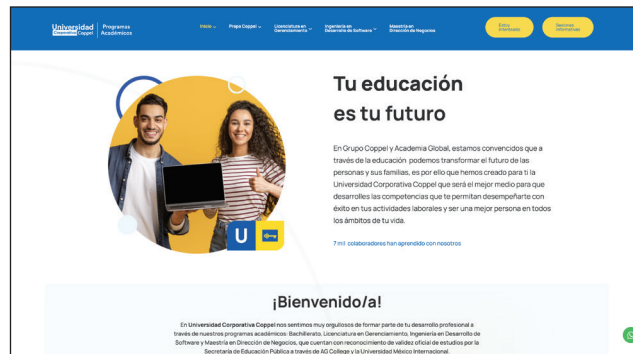 Universidad
Corporativa Coppel
Programas
Académicos
Inicio
Prepa Coppel
Licenciatura en
Gerenciamiento
Ingeniería en
Desarrollo de Software
Maestría en
Dirección de Negocios
Estoy
interesado
Sesiones
informativas
Tu educación
es tu futuro
En Grupo Coppel y Academia Global, estamos convencidos que a
través de la educación podemos transformar el futuro de las
personas y sus familias, es por ello que hemos creado para ti la
Universidad Corporativa Coppel que será el mejor medio para que
desarrolles las competencias que te permitan desempeñarte con
éxito en tus actividades laborales y ser una mejor persona en todos
los ámbitos de tu vida.
7 mil colaboradores han aprendido con nosotros
U
¡Bienvenido/a!
En Universidad Corporativa Coppel nos sentimos muy orgullosos de formar parte de tu desarrollo profesional a
través de nuestros programas académicos: Bachillerato, Licenciatura en Gerenciamiento, Ingeniería en Desarrollo de
Software y Maestría en Dirección de Negocios, que cuentan con reconocimiento de validez oficial de estudios por la
Secretaría de Educación Pública a través de AG College y la Universidad México Internacional.